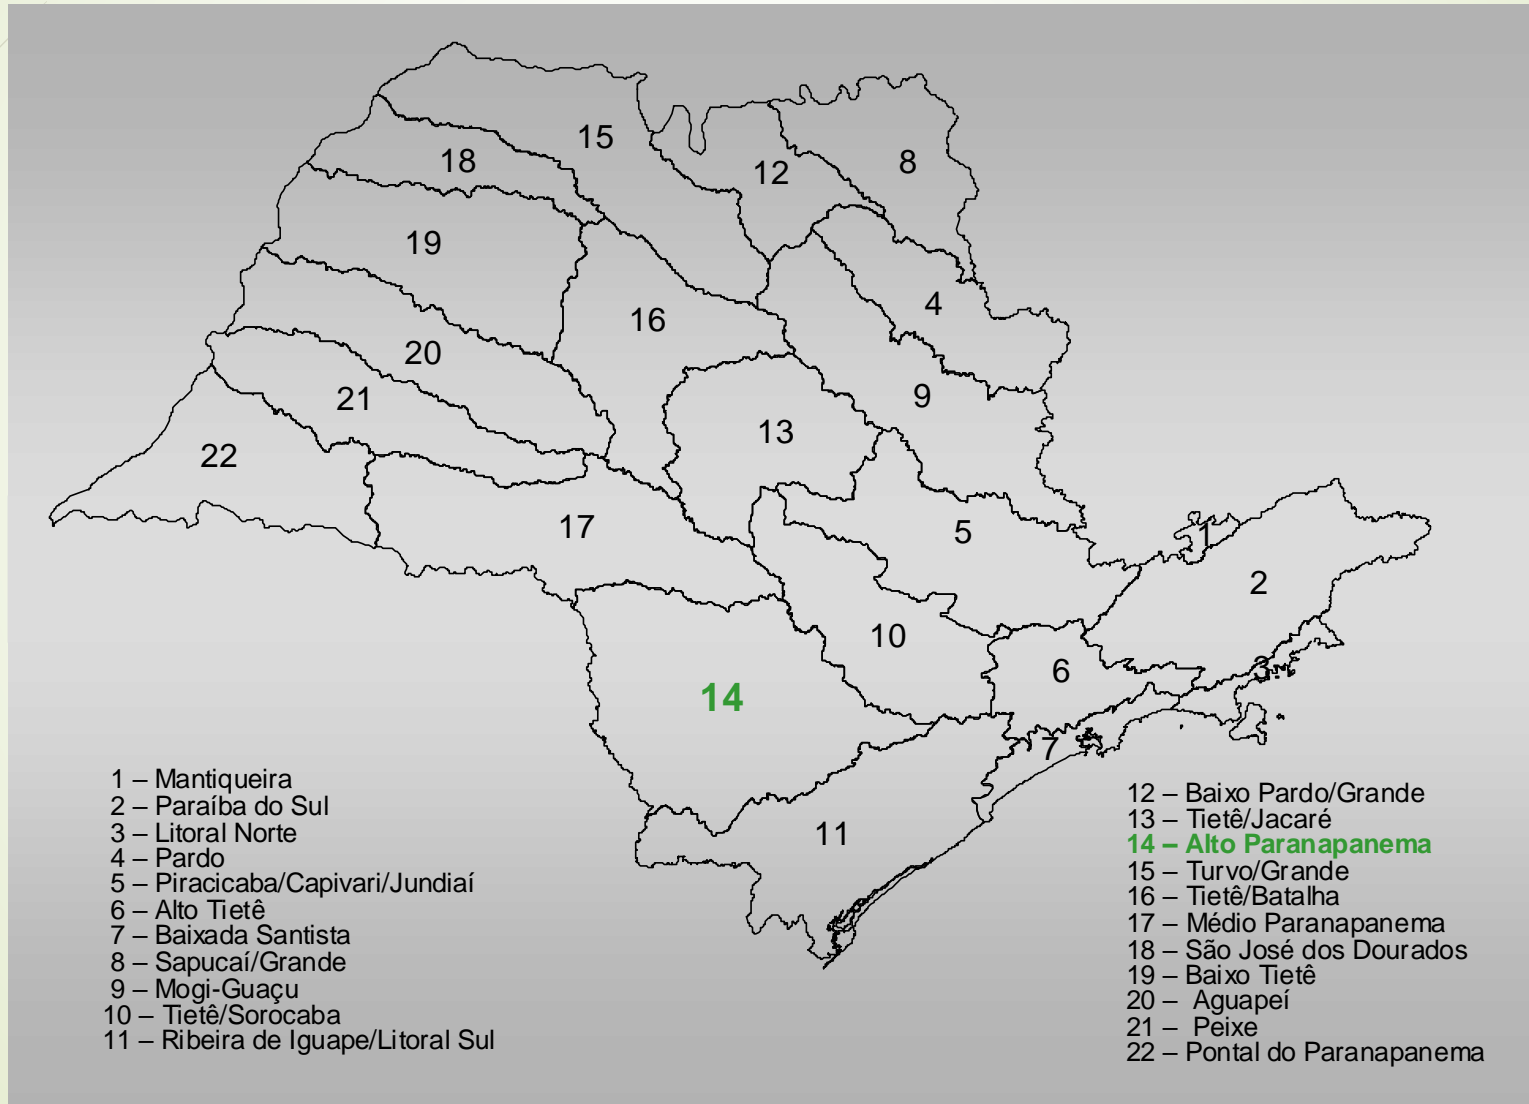 15
18
12
8
19
4
16
20
21
9
13
22
17
5
1
2
10
6
3
14
7
11
1 – Mantiqueira
2 – Paraíba do Sul
3 – Litoral Norte
4 – Pardo
5 – Piracicaba/Capivari/Jundiaí
6 – Alto Tietê
7 – Baixada Santista
8 – Sapucaí/Grande
9 – Mogi-Guaçu
10 – Tietê/Sorocaba
11 – Ribeira de Iguape/Litoral Sul
12 – Baixo Pardo/Grande
13 – Tietê/Jacaré
14 – Alto Paranapanema
15 – Turvo/Grande
16 – Tietê/Batalha
17 – Médio Paranapanema
18 – São José dos Dourados
19 – Baixo Tietê
20 – Aguapeí
21 – Peixe
22 – Pontal do Paranapanema